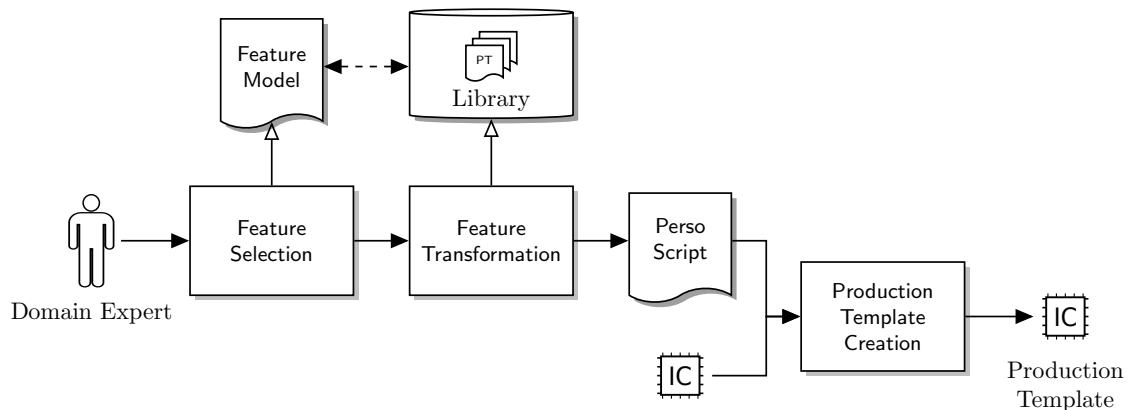 Feature
Model
PT
Library
Feature
Selection
Feature
Transformation
Perso
Script
Domain Expert
Production
Template
Creation
IC
IC
Production
Template